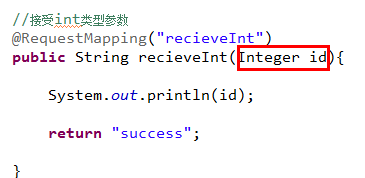 //接受int类型参数
@RequestMapping("recieveInt")
public String recieveInt(Integer id){
System.out.println(id);
return "success";
}